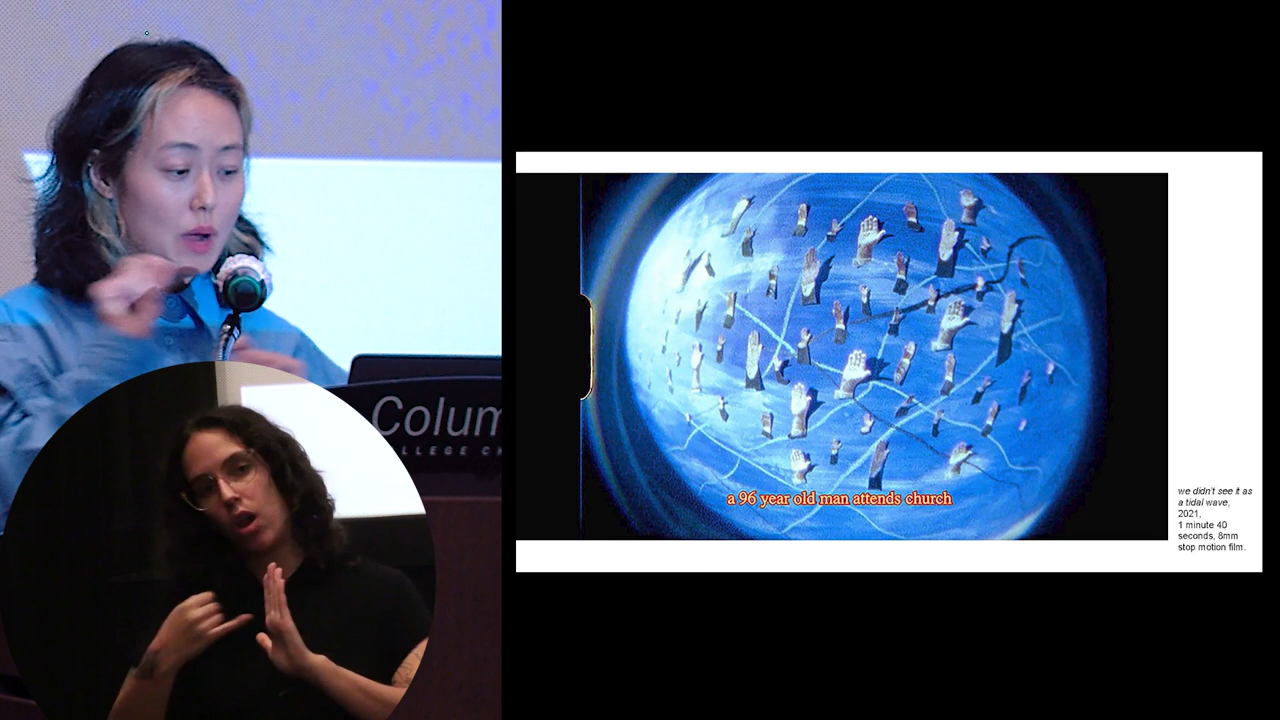 Colum
LLEGE CH
a 96 year old man attends church
we didn't see it as
a tidal wave,
2021,
1 minute 40
seconds, 8mm
stop motion film.